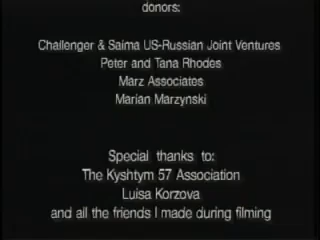 donors:
Challenger & Saima US-Russian Joint Ventures
Peter and Tana Rhodes
Marz Associates
Marian Marzynski
Special thanks to:
The Kyshtym 57 Association
Luisa Korzova
and all the friends I made during filming